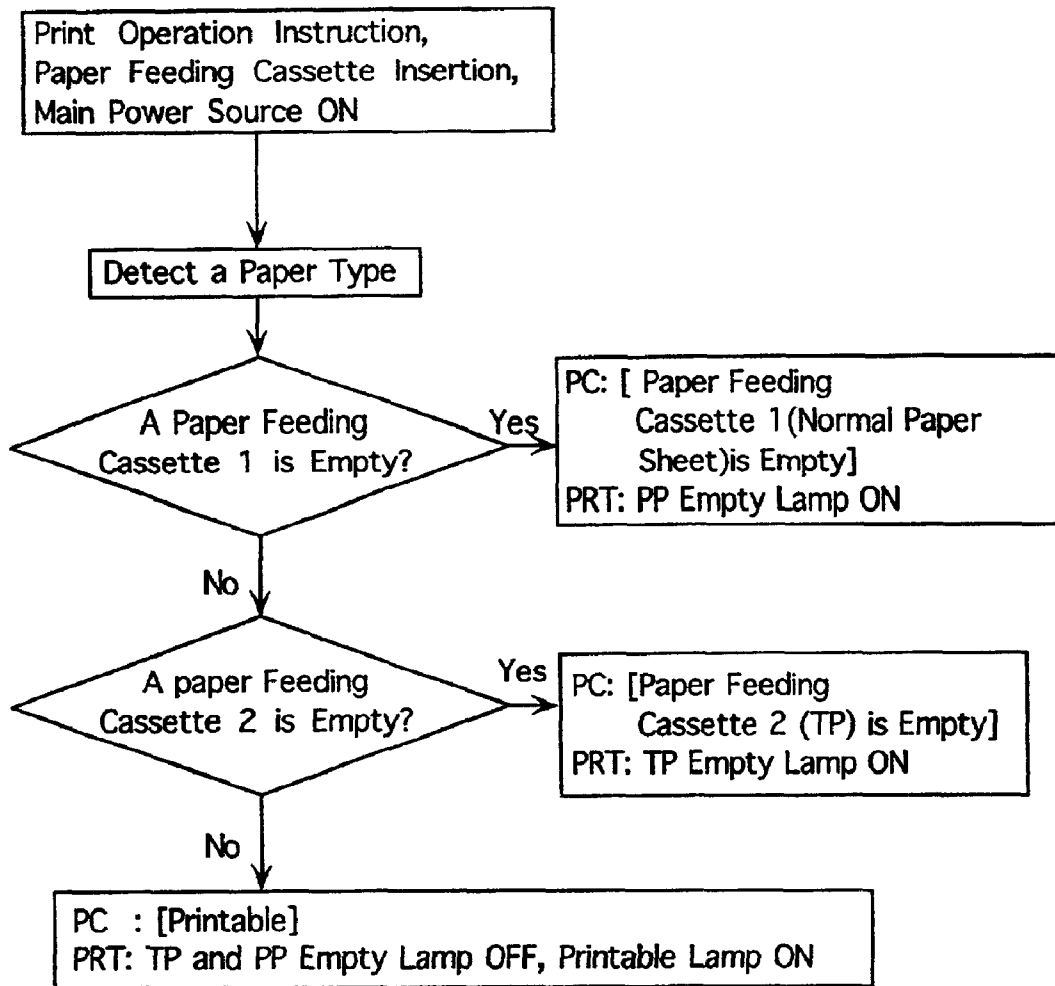 Print Operation Instruction,
Paper Feeding Cassette Insertion,
Main Power Source ON
Detect a Paper Type
A Paper Feeding
Cassette 1 is Empty?
Yes
PC: [ Paper Feeding
Cassette 1(Normal Paper
Sheet)is Empty]
PRT: PP Empty Lamp ON
No
A paper Feeding
Cassette 2 is Empty?
Yes
PC: [Paper Feeding
Cassette 2 (TP) is Empty]
PRT: TP Empty Lamp ON
No
PC : [Printable]
PRT: TP and PP Empty Lamp OFF, Printable Lamp ON